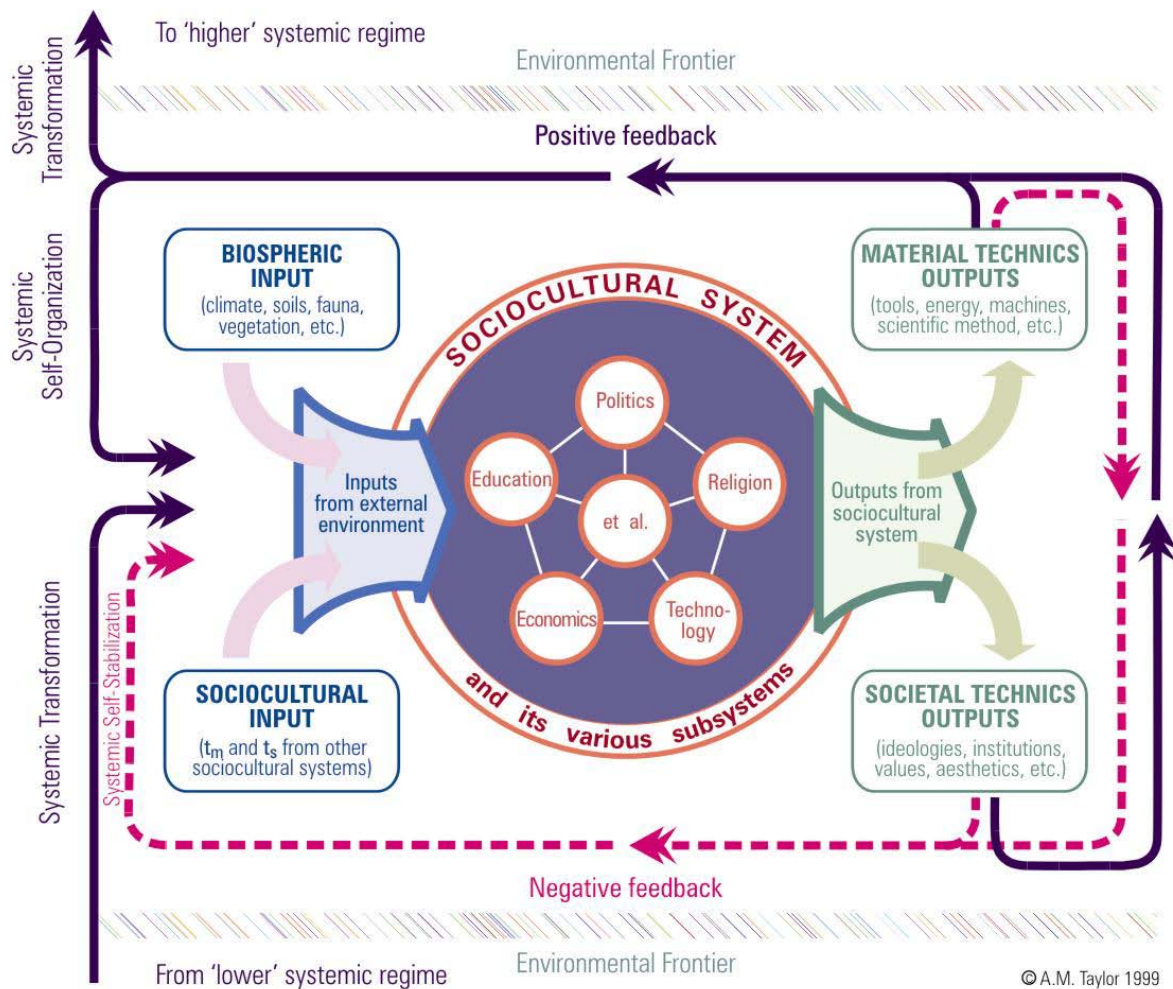 To ‘higher’ systemic regime
Environmental Frontier
Systemic
Transformation
Positive feedback
Systemic
Self-Organization
BIOSPHERIC
INPUT
(climate, soils, fauna,
vegetation, etc.)
MATERIAL TECHNICS
OUTPUTS
(tools, energy, machines,
scientific method, etc.)
SOCIOCULTURAL SYSTEM
Politics
Education
Religion
et al.
Economics
Techno-
logy
and its various subsystems
Inputs
from external
environment
Outputs from
sociocultural
system
Systemic Transformation
Systemic Self-Stabilization
SOCIOCULTURAL
INPUT
(tm and ts from other
sociocultural systems)
SOCIETAL TECHNICS
OUTPUTS
(ideologies, institutions,
values, aesthetics, etc.)
Negative feedback
From ‘lower’ systemic regime
Environmental Frontier
© A.M. Taylor 1999